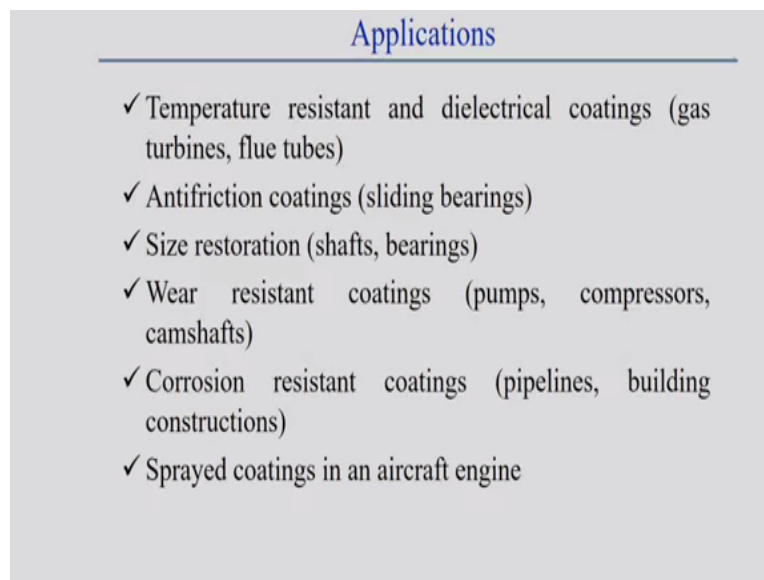 Applications
✓ Temperature resistant and dielectrical coatings (gas
turbines, flue tubes)
✓ Antifriction coatings (sliding bearings)
✓ Size restoration (shafts, bearings)
✓ Wear resistant coatings (pumps, compressors,
camshafts)
✓ Corrosion resistant coatings (pipelines, building
constructions)
✓ Sprayed coatings in an aircraft engine